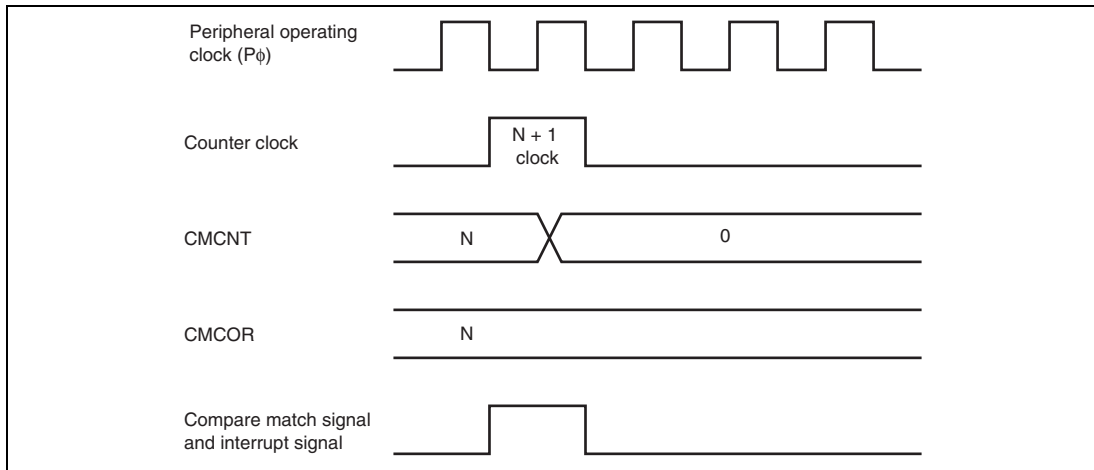 Peripheral operating
clock (Pϕ)
Counter clock
N + 1
clock
CMCNT
N
0
CMCOR
N
Compare match signal
and interrupt signal